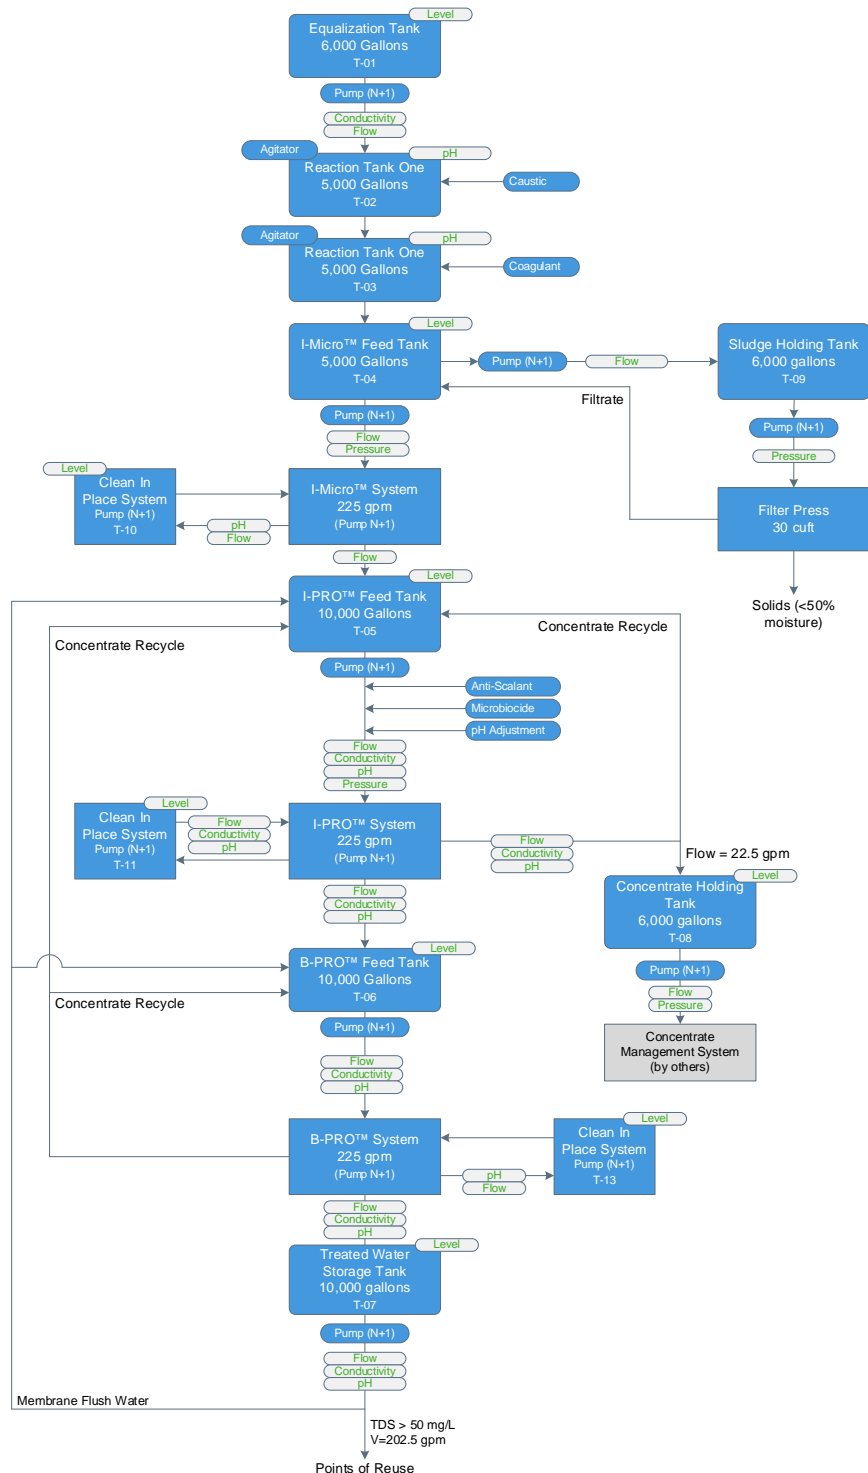 Level
Equalization Tank
6,000 Gallons
T-01
Pump (N+1)
Conductivity
Flow
Agitator
pH
Reaction Tank One
5,000 Gallons
T-02
Caustic
Agitator
pH
Reaction Tank One
5,000 Gallons
T-03
Coagulant
Level
I-Micro™ Feed Tank
5,000 Gallons
T-04
Pump (N+1)
Flow
Sludge Holding Tank
6,000 gallons
T-09
Filtrate
Pump (N+1)
Flow
Pressure
Pump (N+1)
Pressure
Level
Clean In
Place System
Pump (N+1)
T-10
pH
Flow
I-Micro™ System
225 gpm
(Pump N+1)
Filter Press
30 cuft
Flow
Solids (<50%
moisture)
Level
I-PRO™ Feed Tank
10,000 Gallons
T-05
Concentrate Recycle
Concentrate Recycle
Pump (N+1)
Anti-Scalant
Microbiocide
pH Adjustment
Flow
Conductivity
pH
Pressure
Level
Clean In
Place System
Pump (N+1)
T-11
Flow
Conductivity
pH
I-PRO™ System
225 gpm
(Pump N+1)
Flow
Conductivity
pH
Flow = 22.5 gpm
Flow
Conductivity
pH
Level
Concentrate Holding
Tank
6,000 gallons
T-08
Level
B-PRO™ Feed Tank
10,000 Gallons
T-06
Concentrate Recycle
Pump (N+1)
Flow
Pressure
Concentrate
Management System
(by others)
Pump (N+1)
Flow
Conductivity
pH
B-PRO™ System
225 gpm
(Pump N+1)
Level
Clean In
Place System
Pump (N+1)
T-13
pH
Flow
Flow
Conductivity
pH
Level
Treated Water
Storage Tank
10,000 gallons
T-07
Pump (N+1)
Flow
Conductivity
pH
Membrane Flush Water
TDS > 50 mg/L
V=202.5 gpm
Points of Reuse